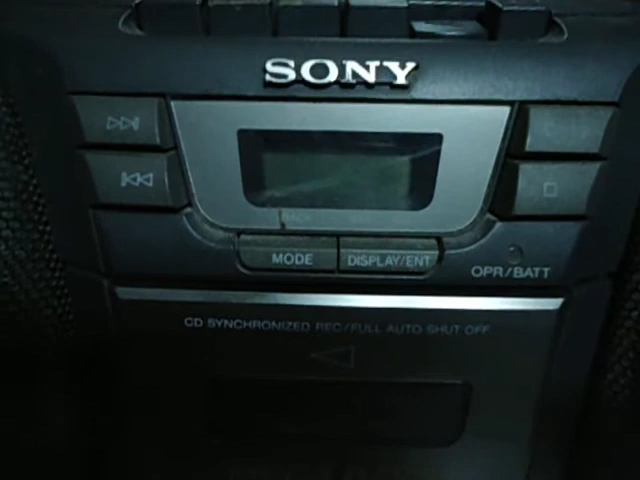 SONY
MODE
DISPLAY/ENT
OPR/BATT
CD SYNCHRONIZED REC/FULL AUTO SHUT OFF